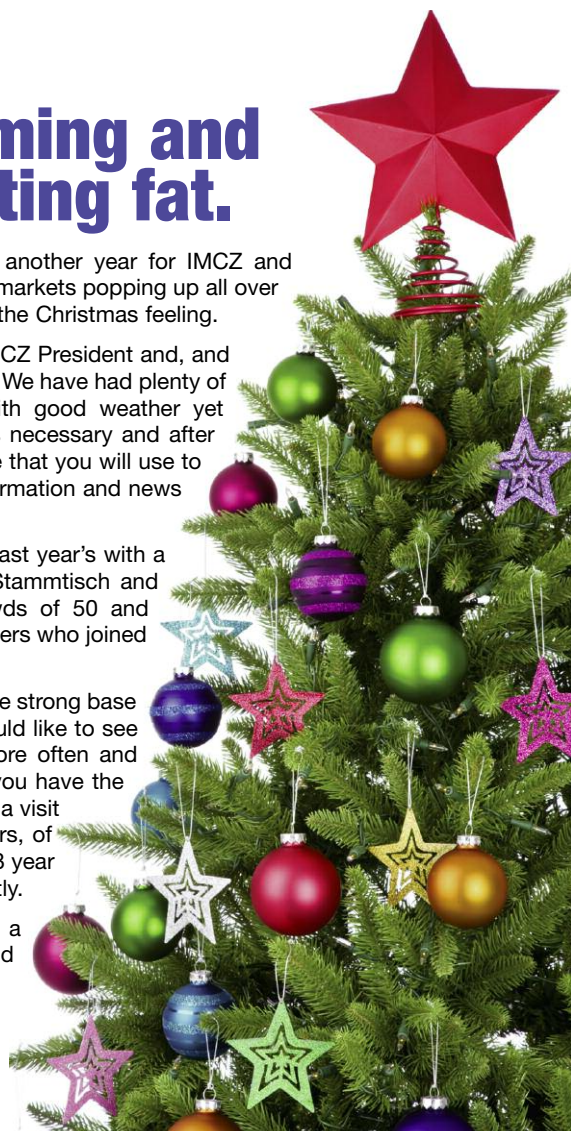 ming and
ting fat.
another year for IMCZ and
markets popping up all over
the Christmas feeling.
CZ President and, and
We have had plenty of
ith good weather yet
necessary and after
that you will use to
rmation and news
ast year's with a
Stammtisch and
wds of 50 and
ers who joined
e strong base
uld like to see
ore often and
you have the
a visit
rs, of
3 year
tly.
a
d